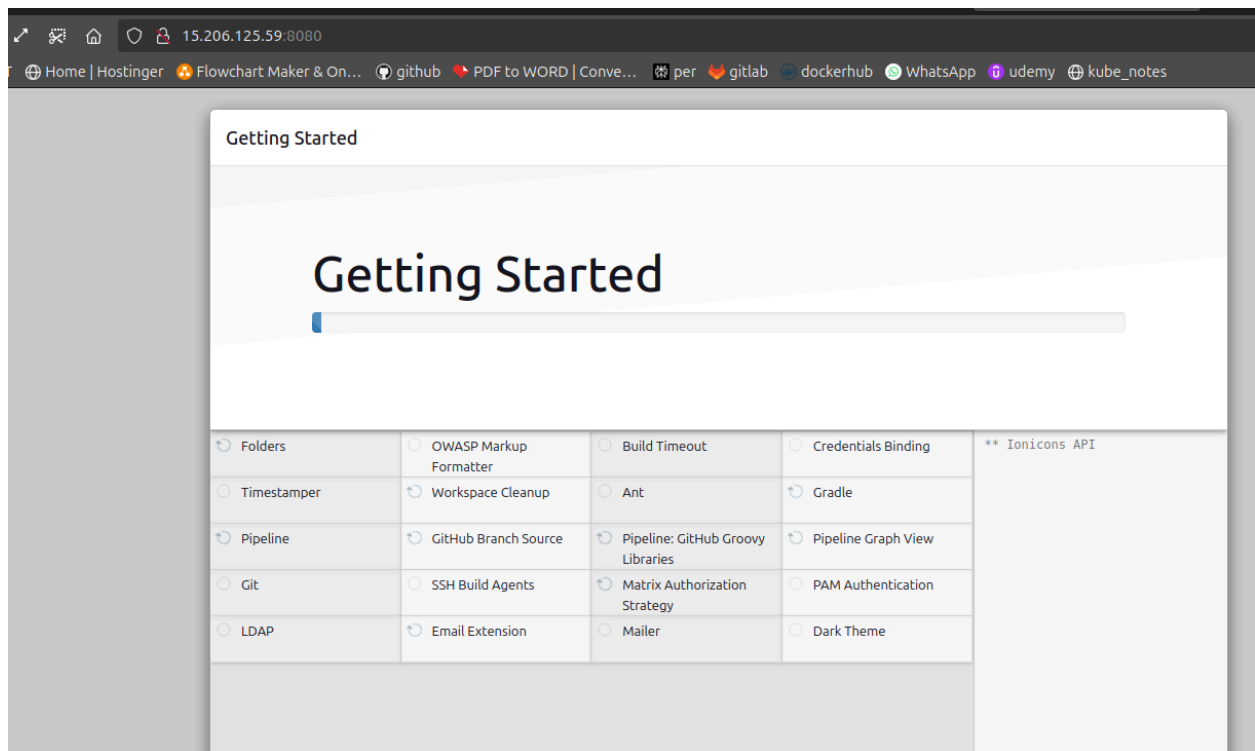 15.206.125.59:8080
Home | Hostinger Flowchart Maker & On... github PDF to WORD | Conve... per gitlab dockerhub WhatsApp udemy kube_notes
Getting Started
Getting Started
Folders
OWASP Markup
Formatter
Build Timeout
Credentials Binding
** Ionicons API
Timestamper
Workspace Cleanup
Ant
Gradle
Pipeline
GitHub Branch Source
Pipeline: GitHub Groovy
Libraries
Pipeline Graph View
Git
SSH Build Agents
Matrix Authorization
Strategy
PAM Authentication
LDAP
Email Extension
Mailer
Dark Theme